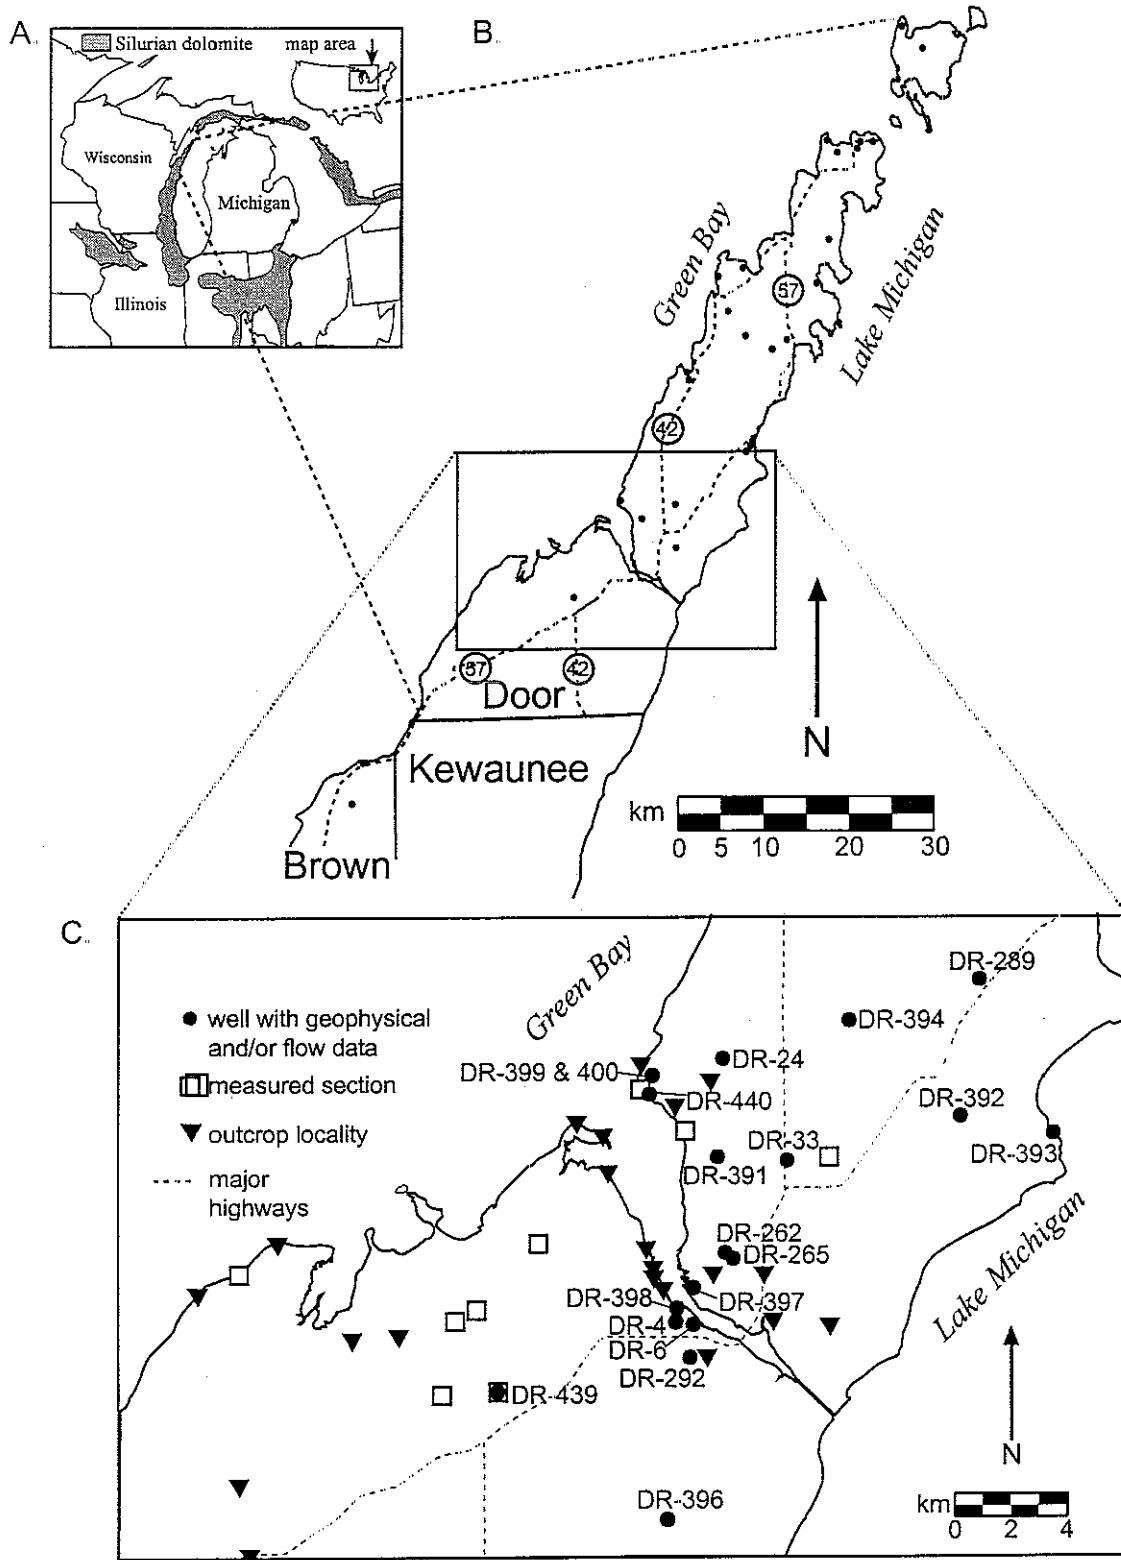 A..
Silurian dolomite
map area
Wisconsin
Michigan
Illinois
B..
Green Bay
Lake Michigan
57
42
57
42
Door
Kewaunee
Brown
N
km
0 5 10 20 30
C..
Green Bay
well with geophysical
and/or flow data
measured section
outcrop locality
major
highways
DR-289
DR-394
DR-24
DR-399 & 400
DR-440
DR-392
DR-33
DR-393
DR-391
DR-262
DR-265
DR-397
DR-398
DR-4
DR-6
DR-292
DR-439
DR-396
Lake Michigan
N
km
0 2 4